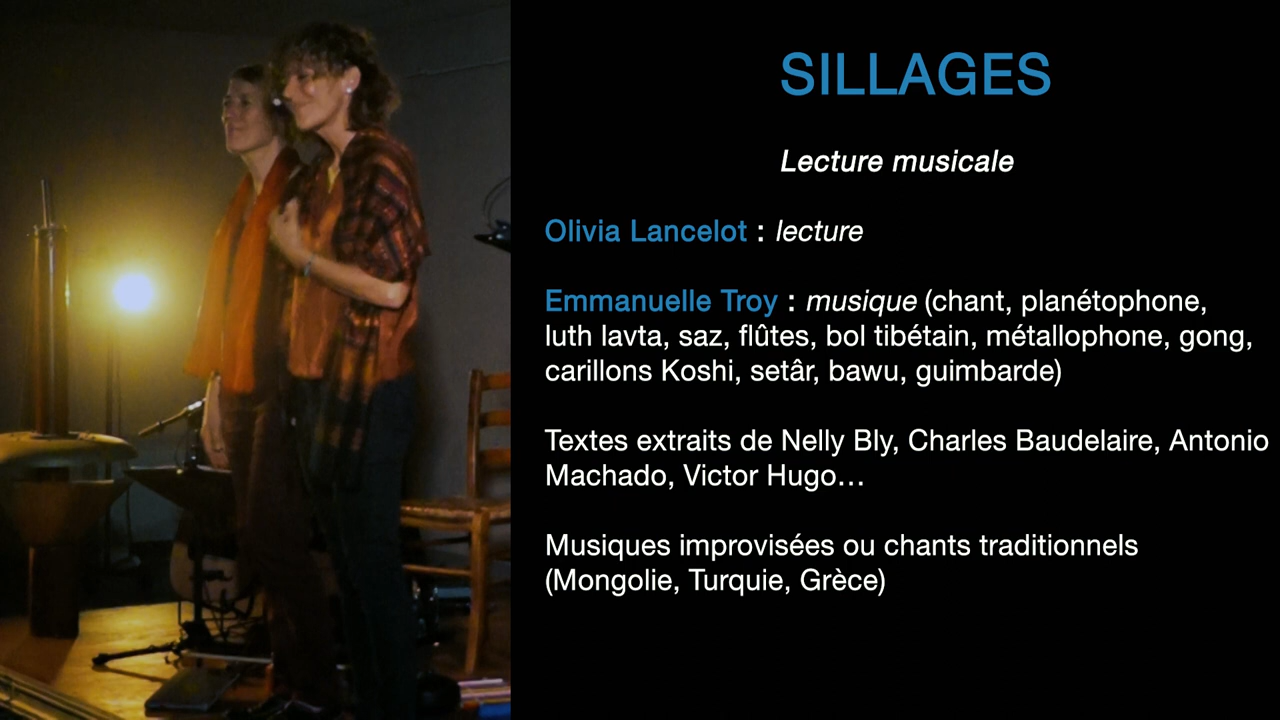 SILLAGES
Lecture musicale
Olivia Lancelot : lecture
Emmanuelle Troy : musique (chant, planétophone,
luth lavta, saz, flûtes, bol tibétain, métallophone, gong,
carillons Koshi, setâr, bawu, guimbarde)
Textes extraits de Nelly Bly, Charles Baudelaire, Antonio
Machado, Victor Hugo…
Musiques improvisées ou chants traditionnels
(Mongolie, Turquie, Grèce)